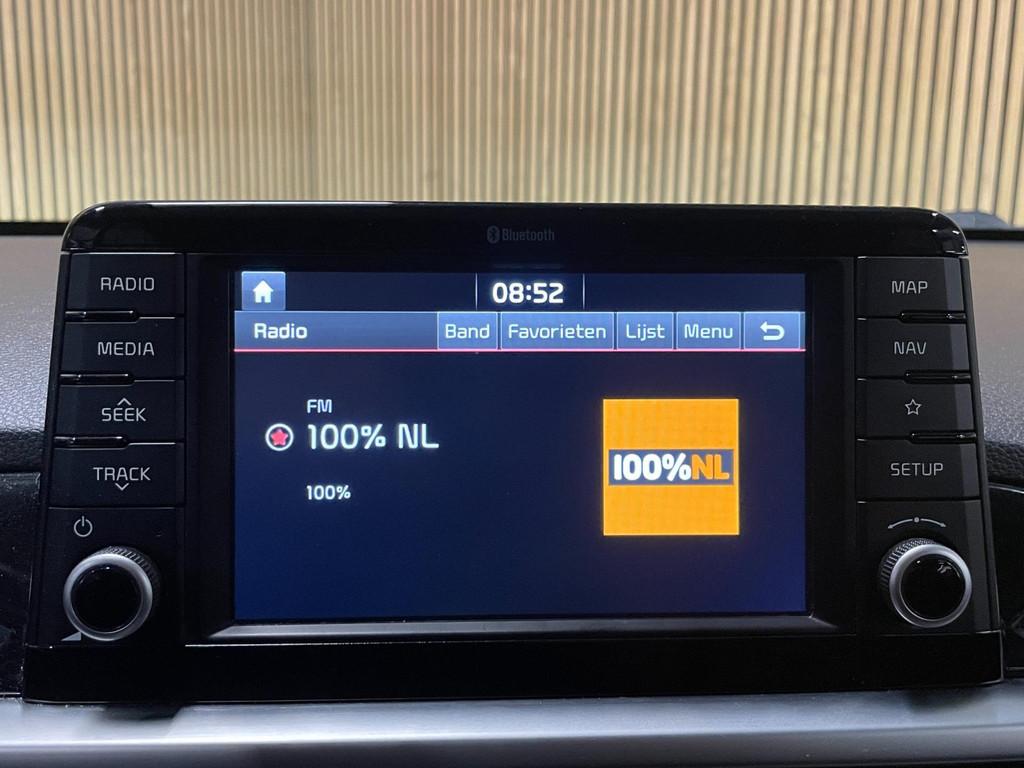 Bluetooth
RADIO
MEDIA
SEEK
TRACK
08:52
Radio
Band
Favorieten
Lijst
Menu
FM
100% NL
100%
100%NL
MAP
NAV
SETUP